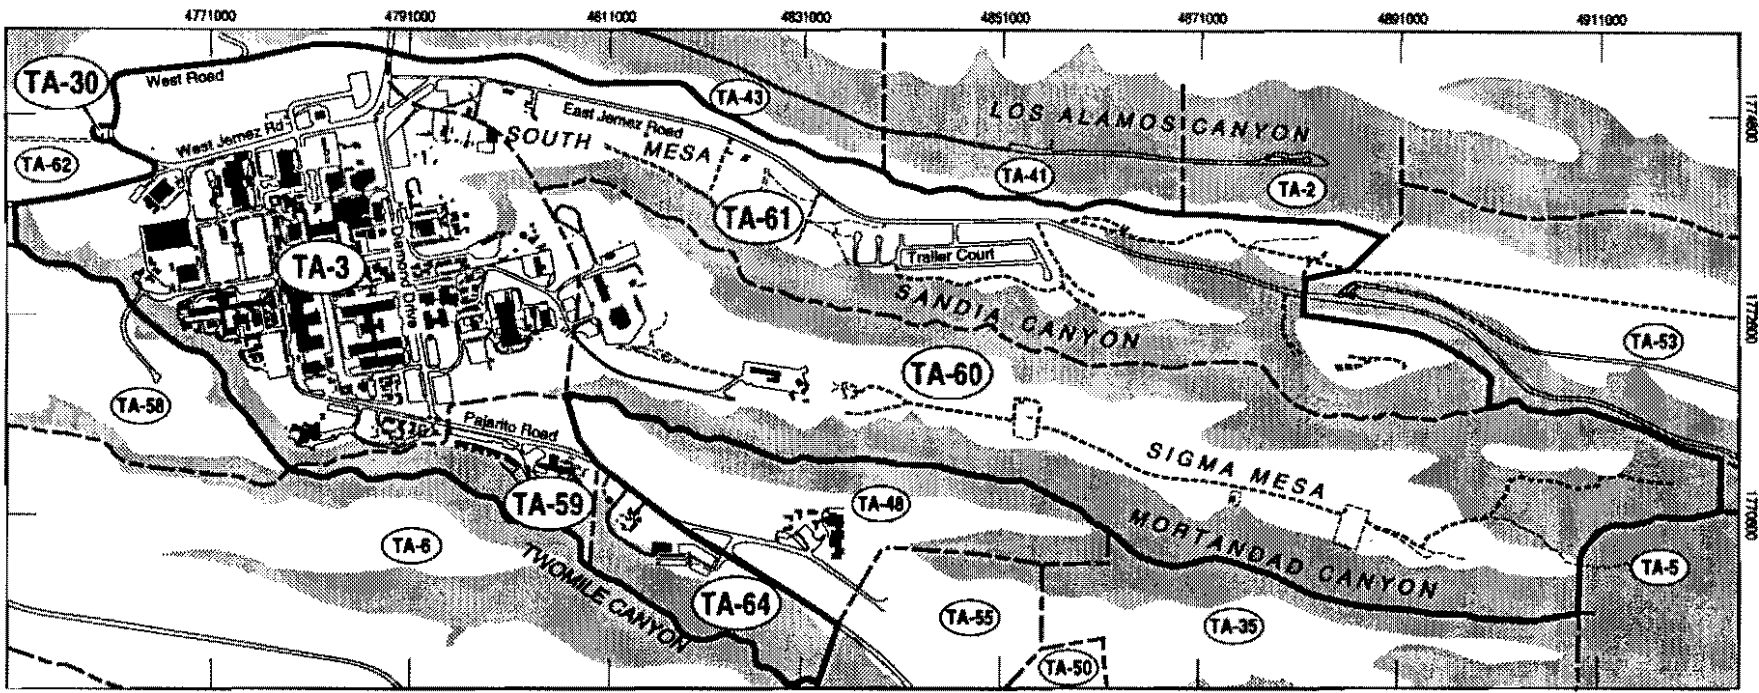 4771000 4791000 4811000 4831000 4851000 4871000 4891000 4911000
TA-30
West Road
TA-43
East Jemez Road
LOS ALAMOS CANYON
1774600
West Jemez Rd
SOUTH MESA
TA-62
TA-41
TA-2
TA-61
TA-3
Diamond Drive
Trailer Court
SANDIA CANYON
1772600
TA-53
TA-60
TA-58
Pajarito Road
SIGMA MESA
TA-59
TA-48
1770600
MORTANDAD CANYON
TA-6
TWOMILE CANYON
TA-5
TA-64
TA-55
TA-35
TA-50